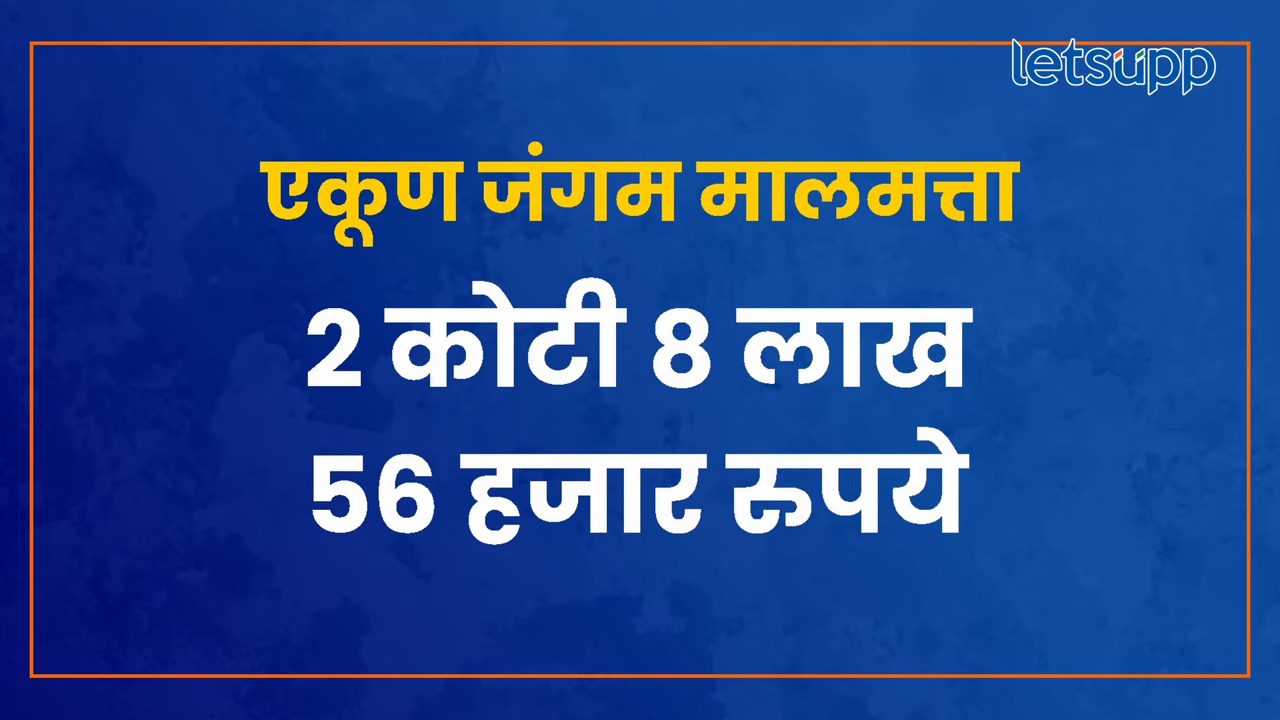 letsupp
एकूण जंगम मालमत्ता
2 कोटी 8 लाख
56 हजार रुपये